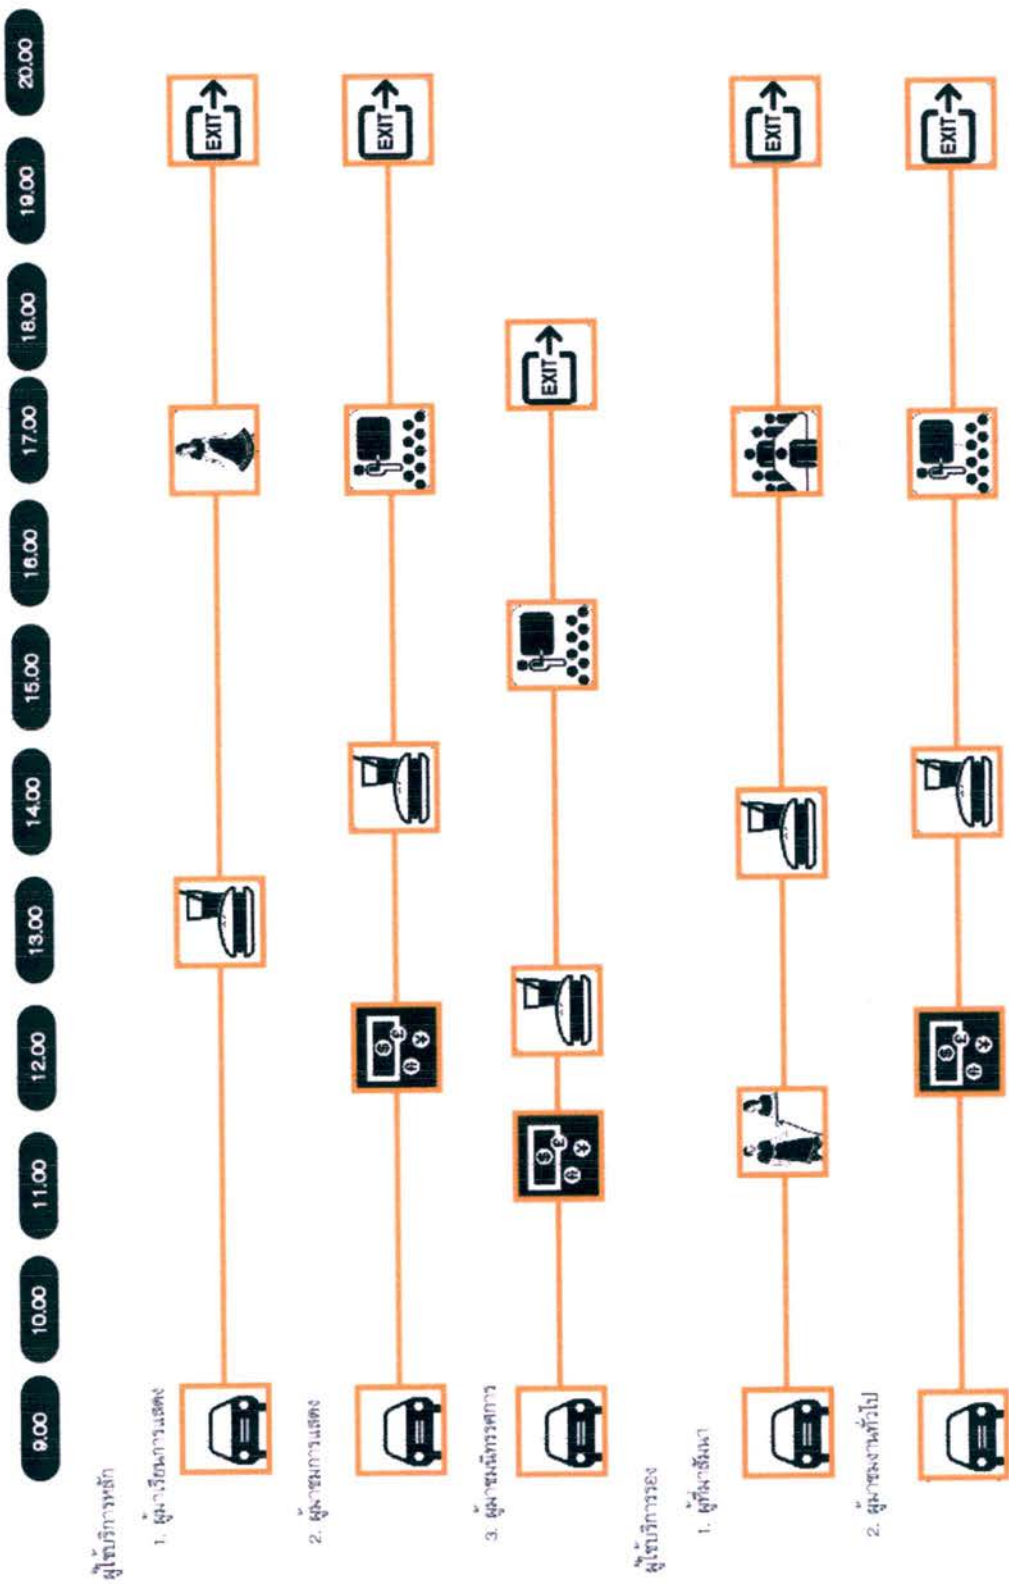 9.00 10.00 11.00 12.00 13.00 14.00 15.00 16.00 17.00 18.00 19.00 20.00
ผู้ใช้บริการหลัก
1. ผู้มาเรียนการแสดง
EXIT
2. ผู้มาชมการแสดง
$ £ ¥
EXIT
3. ผู้มาชมนิทรรศการ
$ £ ¥
EXIT
ผู้ใช้บริการรอง
1. ผู้ที่มาสัมนา
EXIT
2. ผู้มาชมงานทั่วไป
$ £ ¥
EXIT